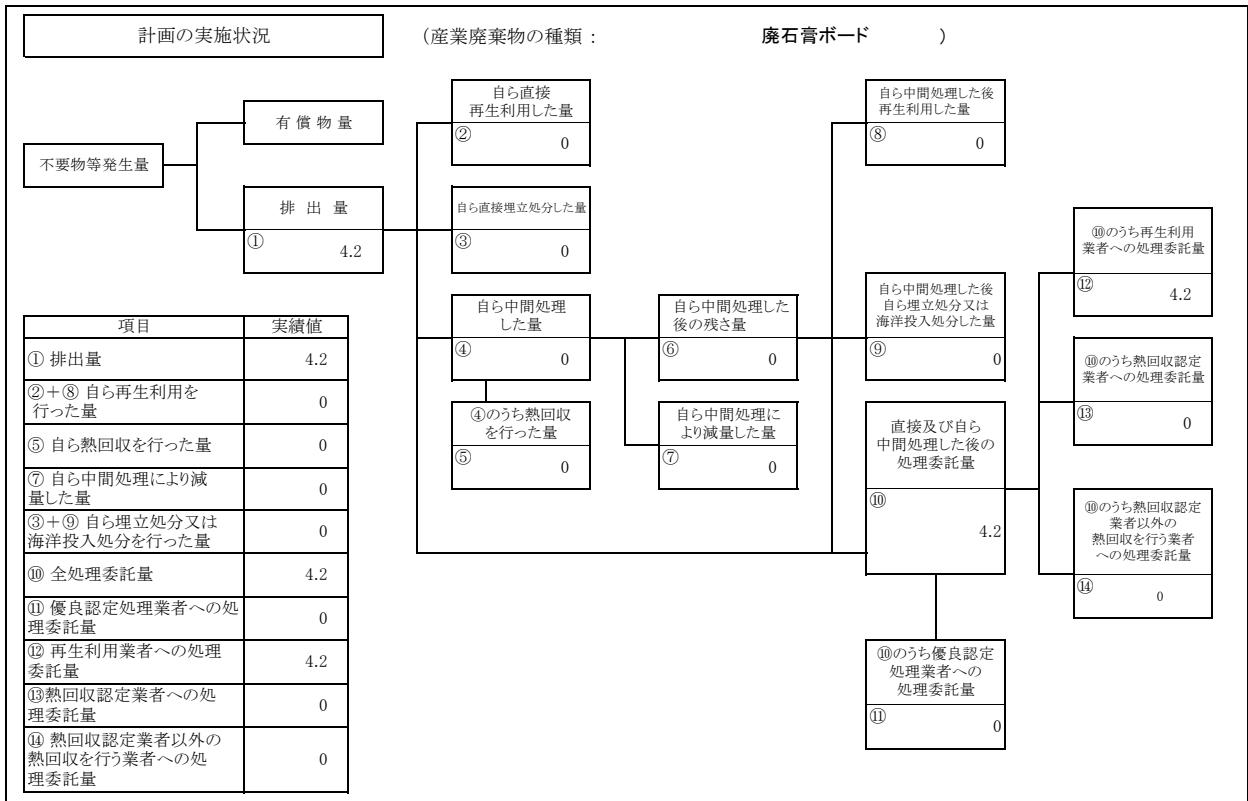 計画の実施状況
（産業廃棄物の種類： 廃石膏ボード ）
不要物等発生量
有償物量
排出量
① 4.2
自ら直接
再生利用した量
② 0
自ら直接埋立処分した量
③ 0
自ら中間処理
した量
④ 0
④のうち熱回収
を行った量
⑤ 0
自ら中間処理した
後の残さ量
⑥ 0
自ら中間処理に
より減量した量
⑦ 0
自ら中間処理した後
再生利用した量
⑧ 0
自ら中間処理した後
自ら埋立処分又は
海洋投入処分した量
⑨ 0
直接及び自ら
中間処理した後の
処理委託量
⑩
4.2
⑩のうち優良認定
処理業者への
処理委託量
⑪ 0
⑩のうち再生利用
業者への処理委託量
⑫ 4.2
⑩のうち熱回収認定
業者への処理委託量
⑬ 0
⑩のうち熱回収認定
業者以外の
熱回収を行う業者
への処理委託量
⑭ 0
項目 実績値
① 排出量 4.2
②＋⑧ 自ら再生利用を
行った量 0
⑤ 自ら熱回収を行った量 0
⑦ 自ら中間処理により減
量した量 0
③＋⑨ 自ら埋立処分又は
海洋投入処分を行った量 0
⑩ 全処理委託量 4.2
⑪ 優良認定処理業者への処
理委託量 0
⑫ 再生利用業者への処理
委託量 4.2
⑬熱回収認定業者への処
理委託量 0
⑭ 熱回収認定業者以外の
熱回収を行う業者への処
理委託量 0